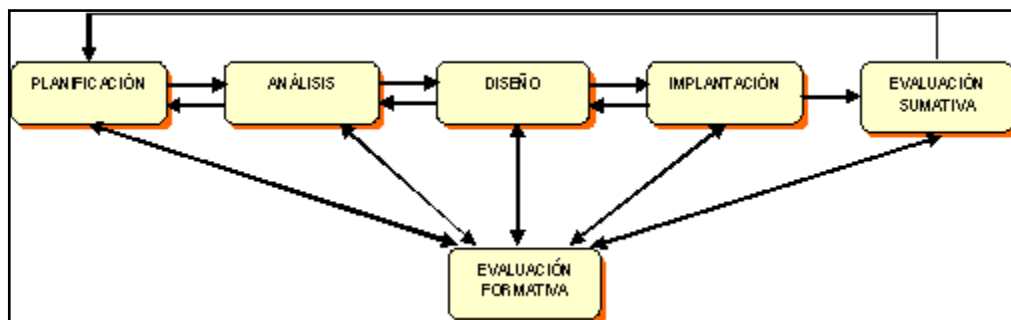 PLANIFICACIÓN
ANÁLISIS
DISEÑO
IMPLANTACIÓN
EVALUACIÓN
SUMATIVA
EVALUACIÓN
FORMATIVA